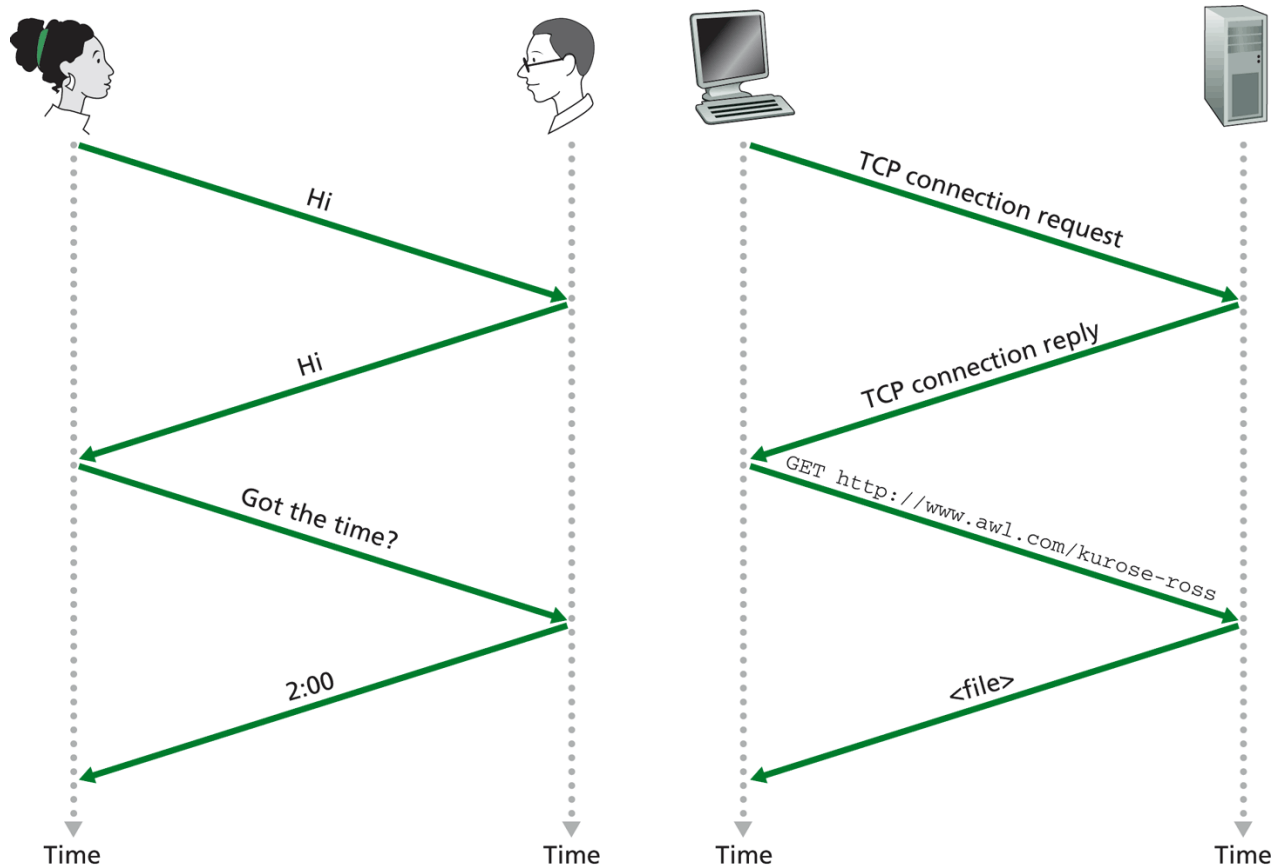 Hi
Hi
Got the time?
2:00
Time
Time
TCP connection request
TCP connection reply
GET http://www.awl.com/kurose-ross
<file>
Time
Time